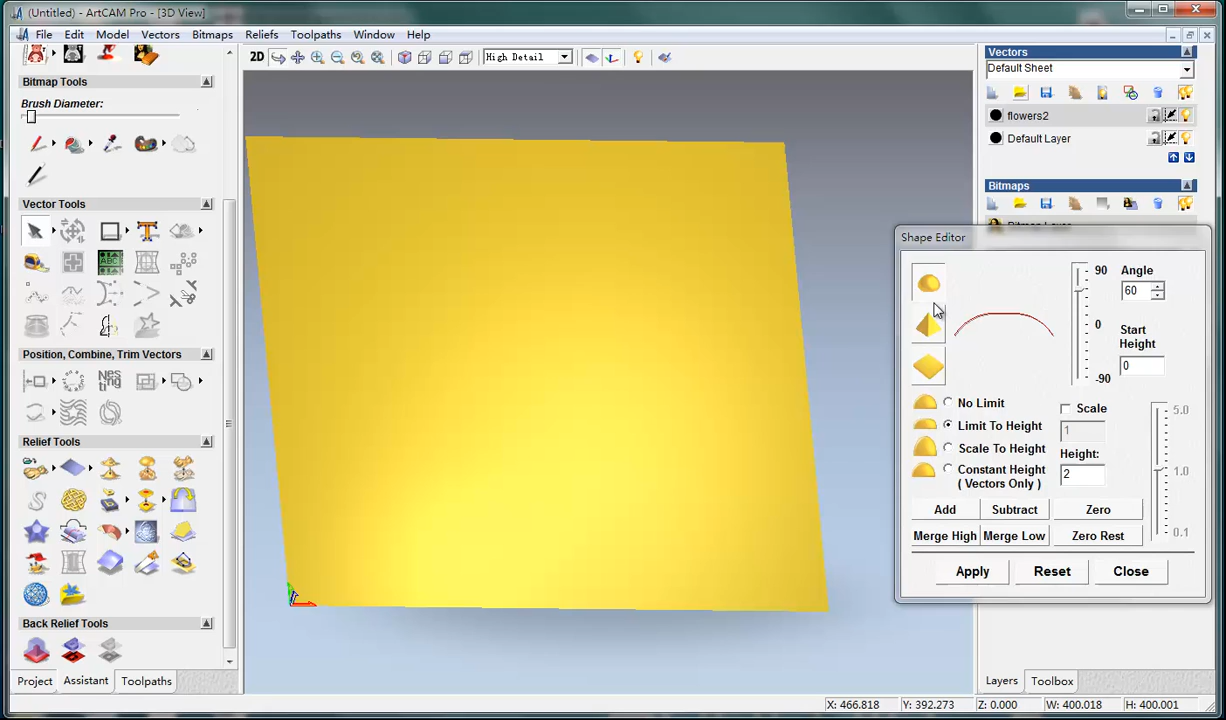 (Untitled) - ArtCAM Pro - [3D View]
File Edit Model Vectors Bitmaps Reliefs Toolpaths Window Help
2D High Detail
Bitmap Tools
Brush Diameter:
Vector Tools
ABC
Position, Combine, Trim Vectors
Relief Tools
Back Relief Tools
Project Assistant Toolpaths
Vectors
Default Sheet
flowers2
Default Layer
Bitmaps
Shape Editor
90
0
-90
Angle
60
Start
Height
0
No Limit
Limit To Height
Scale To Height
Constant Height
( Vectors Only )
Scale
1
Height:
2
5.0
1.0
0.1
Add Subtract Zero
Merge High Merge Low Zero Rest
Apply Reset Close
Layers Toolbox
X: 466.818 Y: 392.273 Z: 0.000 W: 400.018 H: 400.001